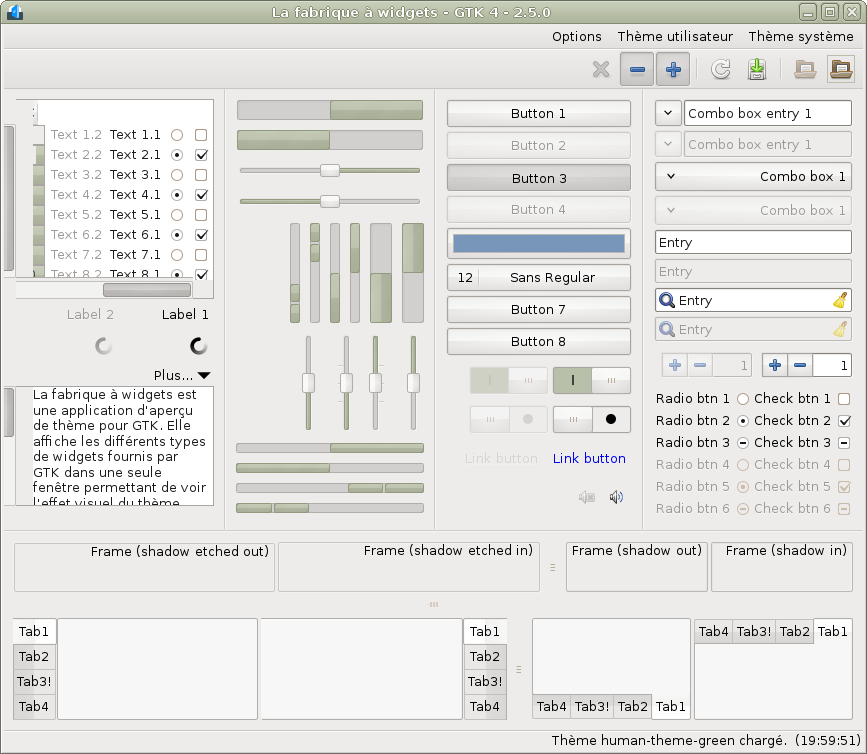 La fabrique à widgets - GTK 4 - 2.5.0
Options Thème utilisateur Thème système
:
Text 1.2 Text 1.1
Text 2.2 Text 2.1
Text 3.2 Text 3.1
Text 4.2 Text 4.1
Text 5.2 Text 5.1
Text 6.2 Text 6.1
Text 7.2 Text 7.1
Text 8.2 Text 8.1
Label 2 Label 1
Plus...
La fabrique à widgets est
une application d'aperçu
de thème pour GTK. Elle
affiche les différents types
de widgets fournis par
GTK dans une seule
fenêtre permettant de voir
l'effet visuel du thème
Button 1
Button 2
Button 3
Button 4
12 Sans Regular
Button 7
Button 8
Link button Link button
Combo box entry 1
Combo box entry 1
Combo box 1
Combo box 1
Entry
Entry
Entry
Entry
1 1
Radio btn 1 Check btn 1
Radio btn 2 Check btn 2
Radio btn 3 Check btn 3
Radio btn 4 Check btn 4
Radio btn 5 Check btn 5
Radio btn 6 Check btn 6
Frame (shadow etched out) Frame (shadow etched in) Frame (shadow out) Frame (shadow in)
Tab1
Tab2
Tab3!
Tab4
Tab1
Tab2
Tab3!
Tab4
Tab4 Tab3! Tab2 Tab1
Tab4 Tab3! Tab2 Tab1
Thème human-theme-green chargé. (19:59:51)